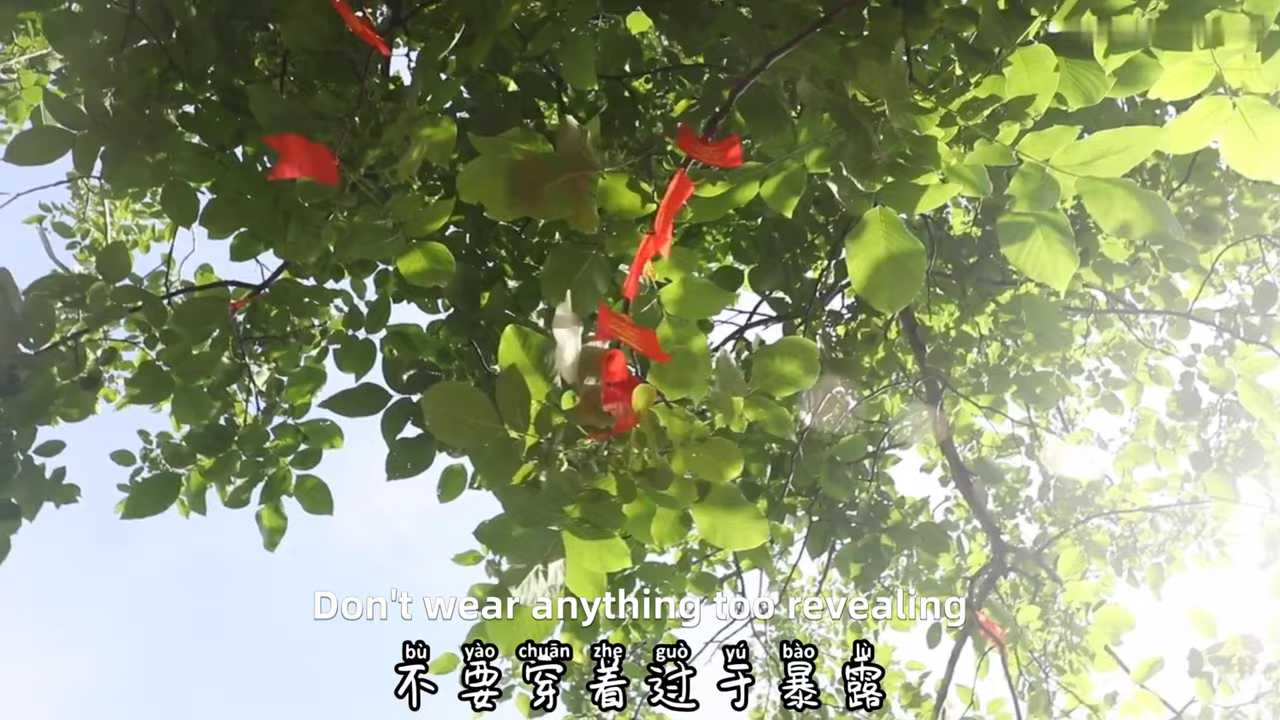 Don't wear anything too revealing
bù yào chuān zhe guò yú bào lù
不要穿着过于暴露